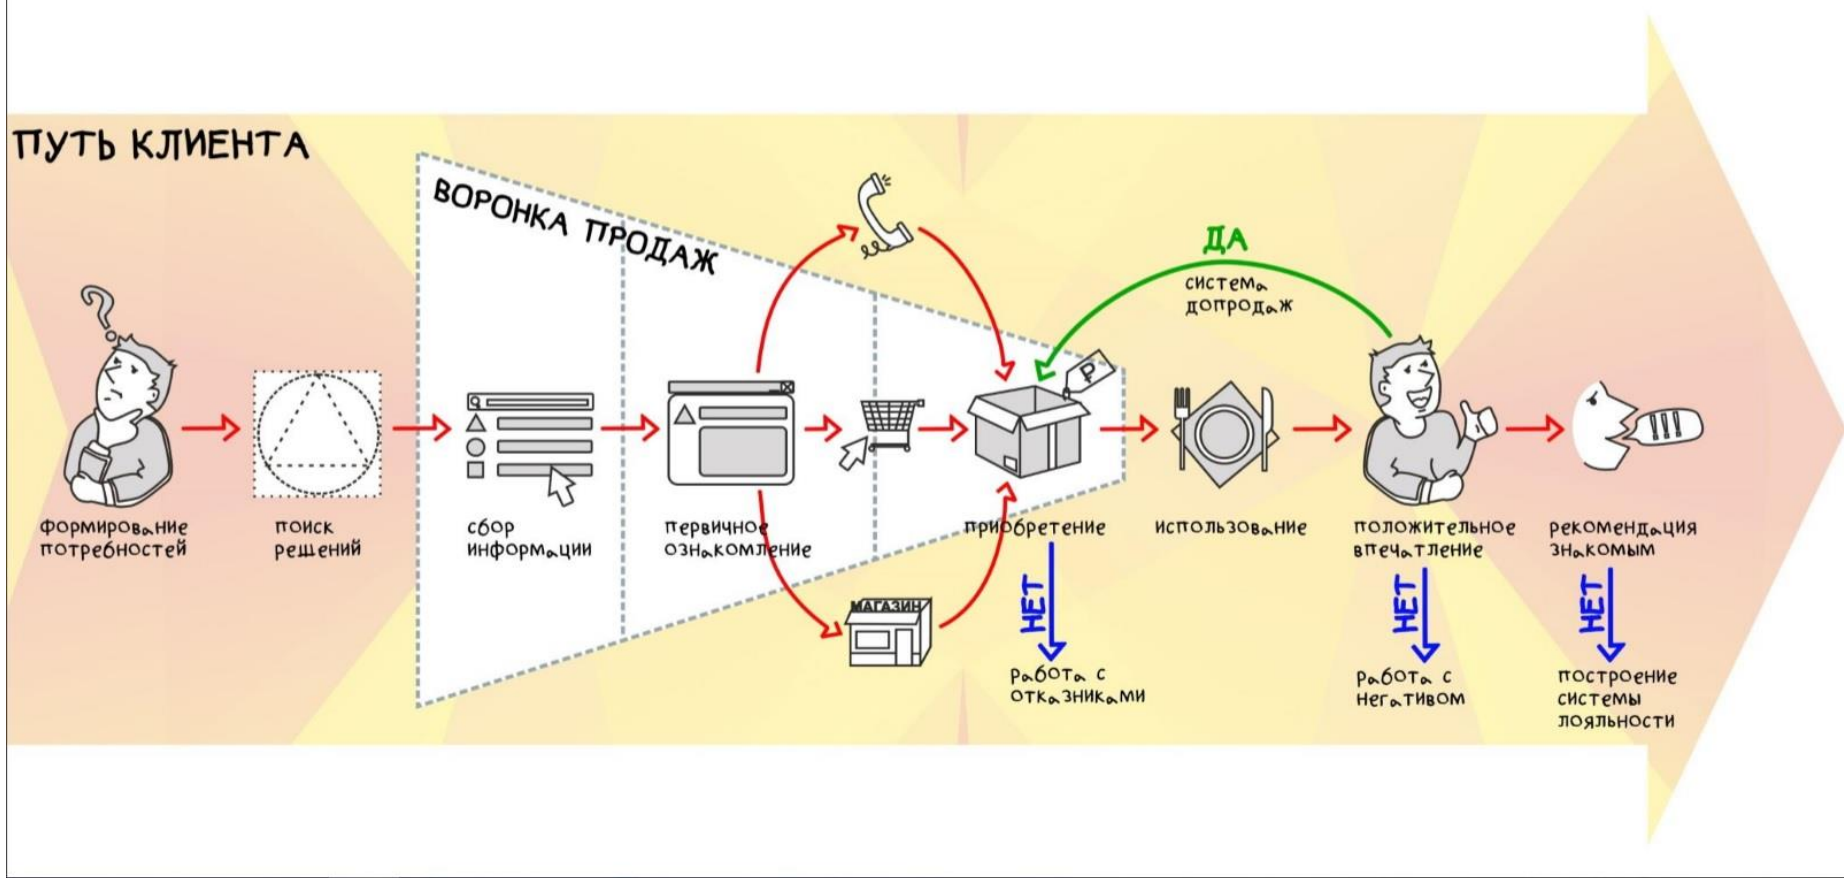 ПУТЬ КЛИЕНТА
ВОРОНКА ПРОДАЖ
ДА
система
допродаж
₽
формирование
потребностей
поиск
решений
сбор
информации
первичное
ознакомление
приобретение
использование
положительное
впечатление
рекомендация
знакомым
МАГАЗИН
НЕТ
НЕТ
НЕТ
работа с
отказниками
работа с
негативом
построение
системы
лояльности